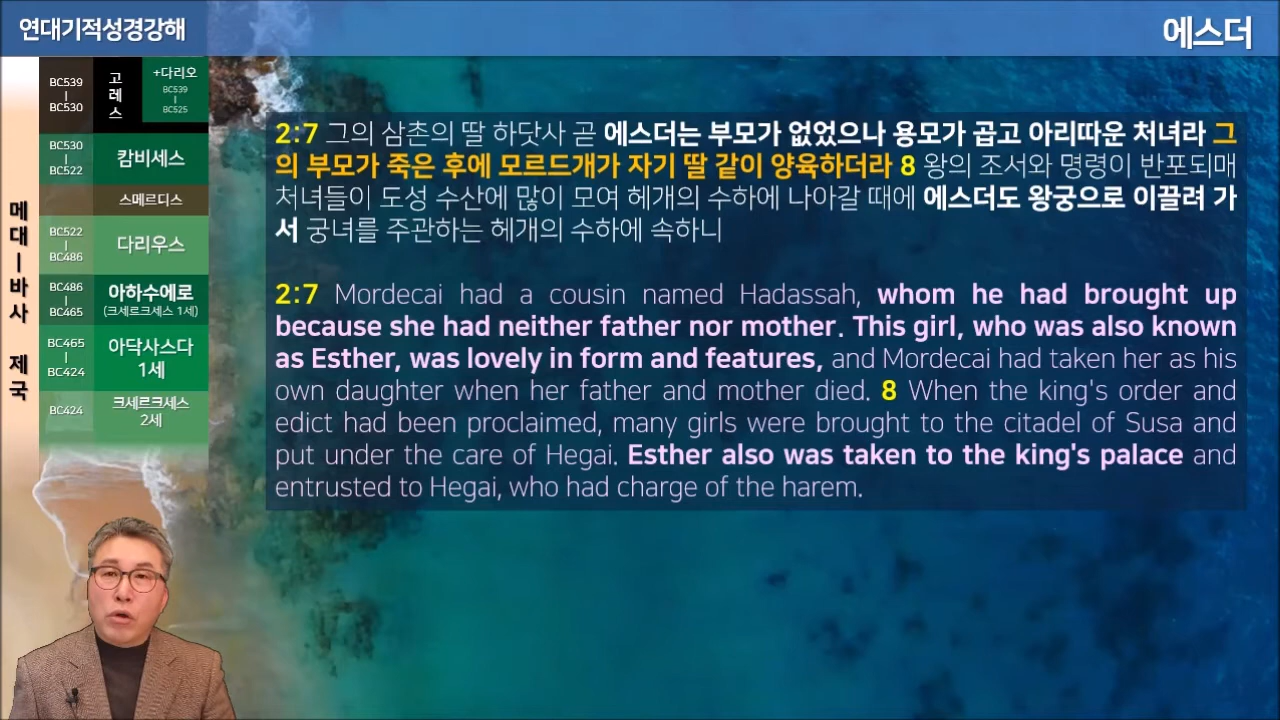 연대기적성경강해
에스더
메대-바사 제국
BC539
|
BC530
고레스
+다리오
BC539
|
BC525
BC530
|
BC522
캄비세스
스메르디스
BC522
|
BC486
다리우스
BC486
|
BC465
아하수에로
(크세르크세스 1세)
BC465
|
BC424
아닥사스다
1세
BC424
크세르크세스
2세
2:7 그의 삼촌의 딸 하닷사 곧 에스더는 부모가 없었으나 용모가 곱고 아리따운 처녀라 그
의 부모가 죽은 후에 모르드개가 자기 딸 같이 양육하더라 8 왕의 조서와 명령이 반포되매
처녀들이 도성 수산에 많이 모여 헤개의 수하에 나아갈 때에 에스더도 왕궁으로 이끌려 가
서 궁녀를 주관하는 헤개의 수하에 속하니
2:7 Mordecai had a cousin named Hadassah, whom he had brought up
because she had neither father nor mother. This girl, who was also known
as Esther, was lovely in form and features, and Mordecai had taken her as his
own daughter when her father and mother died. 8 When the king's order and
edict had been proclaimed, many girls were brought to the citadel of Susa and
put under the care of Hegai. Esther also was taken to the king's palace and
entrusted to Hegai, who had charge of the harem.